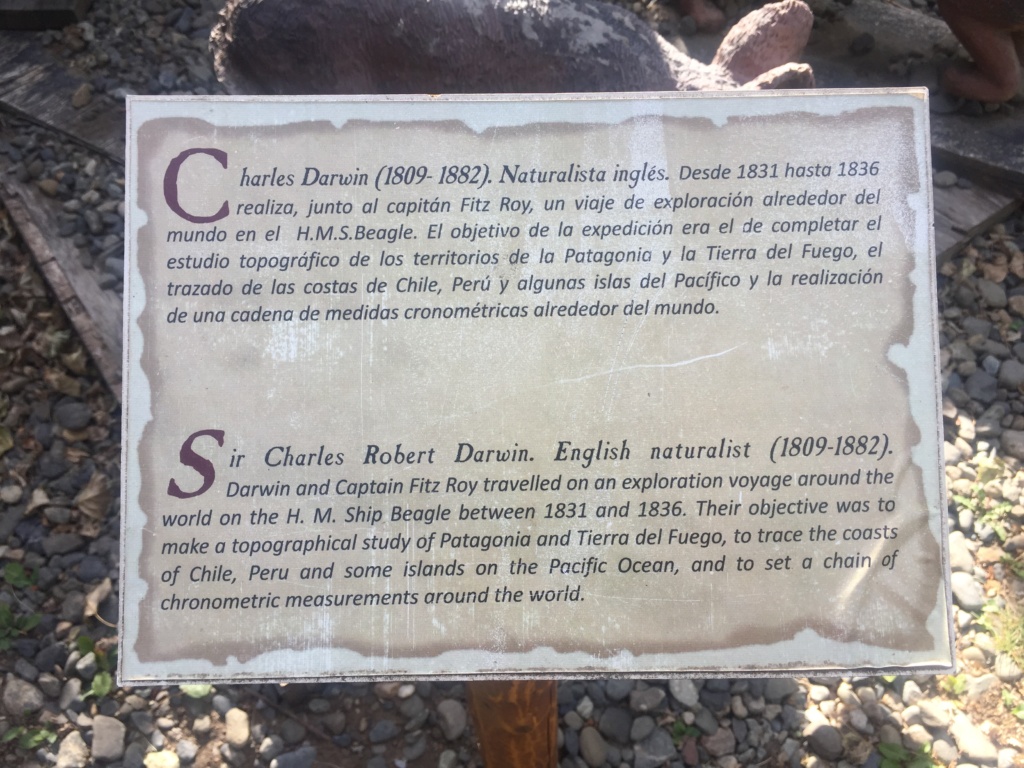 Charles Darwin (1809- 1882). Naturalista inglés. Desde 1831 hasta 1836
realiza, junto al capitán Fitz Roy, un viaje de exploración alrededor del
mundo en el H.M.S.Beagle. El objetivo de la expedición era el de completar el
estudio topográfico de los territorios de la Patagonia y la Tierra del Fuego, el
trazado de las costas de Chile, Perú y algunas islas del Pacífico y la realización
de una cadena de medidas cronométricas alrededor del mundo.
Sir Charles Robert Darwin. English naturalist (1809-1882).
Darwin and Captain Fitz Roy travelled on an exploration voyage around the
world on the H. M. Ship Beagle between 1831 and 1836. Their objective was to
make a topographical study of Patagonia and Tierra del Fuego, to trace the coasts
of Chile, Peru and some islands on the Pacific Ocean, and to set a chain of
chronometric measurements around the world.